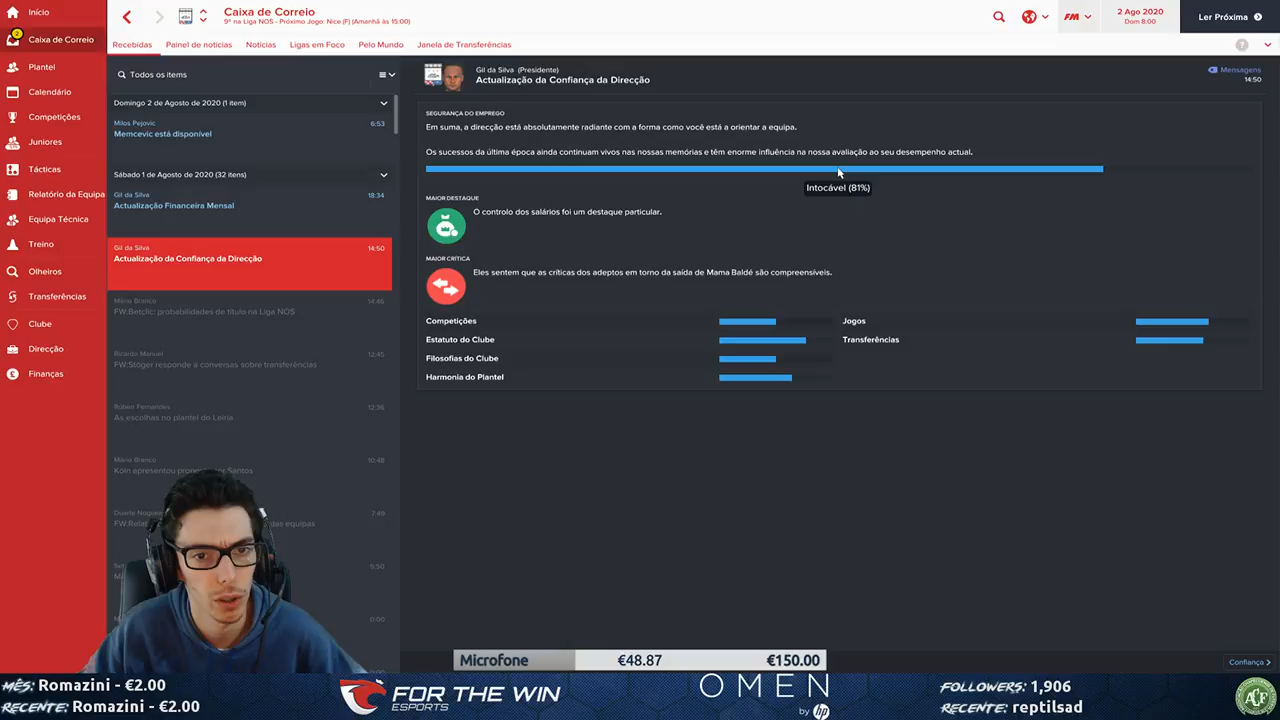 Início
Caixa de Correio
2
Plantel
Calendário
Competições
Juniores
Tácticas
Relatório da Equipa
Equipa Técnica
Treino
Olheiros
Transferências
Clube
Direcção
Finanças
Caixa de Correio
9º na Liga NOS - Próximo Jogo: Nice (F) (Amanhã às 15:00)
FM
2 Ago 2020
Dom 8:00
Ler Próxima
Recebidas
Painel de notícias
Notícias
Ligas em Foco
Pelo Mundo
Janela de Transferências
?
Todos os items
Domingo 2 de Agosto de 2020 (1 item)
Milos Pejovic 6:53
Memcevic está disponível
Sábado 1 de Agosto de 2020 (32 itens)
Gil da Silva 18:34
Actualização Financeira Mensal
Gil da Silva 14:50
Actualização da Confiança da Direcção
Mário Branco 14:45
FW:Betclic: probabilidades de título na Liga NOS
Ricardo Manuel 12:45
FW:Stöger responde a conversas sobre transferências
Rúben Fernandes 12:36
As escolhas no plantel do Leiria
Mário Branco 10:48
Köln apresentou Santos
Duarte 7:49
das equipas
5:30
0:00
Gil da Silva (Presidente)
Actualização da Confiança da Direcção
Mensagens
14:50
SEGURANÇA DO EMPREGO
Em suma, a direcção está absolutamente radiante com a forma como você está a orientar a equipa.
Os sucessos da última época ainda continuam vivos nas nossas memórias e têm enorme influência na nossa avaliação ao seu desempenho actual.
Intocável (81%)
MAIOR DESTAQUE
O controlo dos salários foi um destaque particular.
MAIOR CRÍTICA
Eles sentem que as críticas dos adeptos em torno da saída de Mama Baldé são compreensíveis.
Competições
Jogos
Estatuto do Clube
Transferências
Filosofias do Clube
Harmonia do Plantel
Confiança
Microfone €48.87 €150.00
MÊS: Romazini - €2.00
RECENTE: Romazini - €2.00
FOR THE WIN
ESPORTS
OMEN
by hp
FOLLOWERS: 1,906
RECENTE: reptilsad